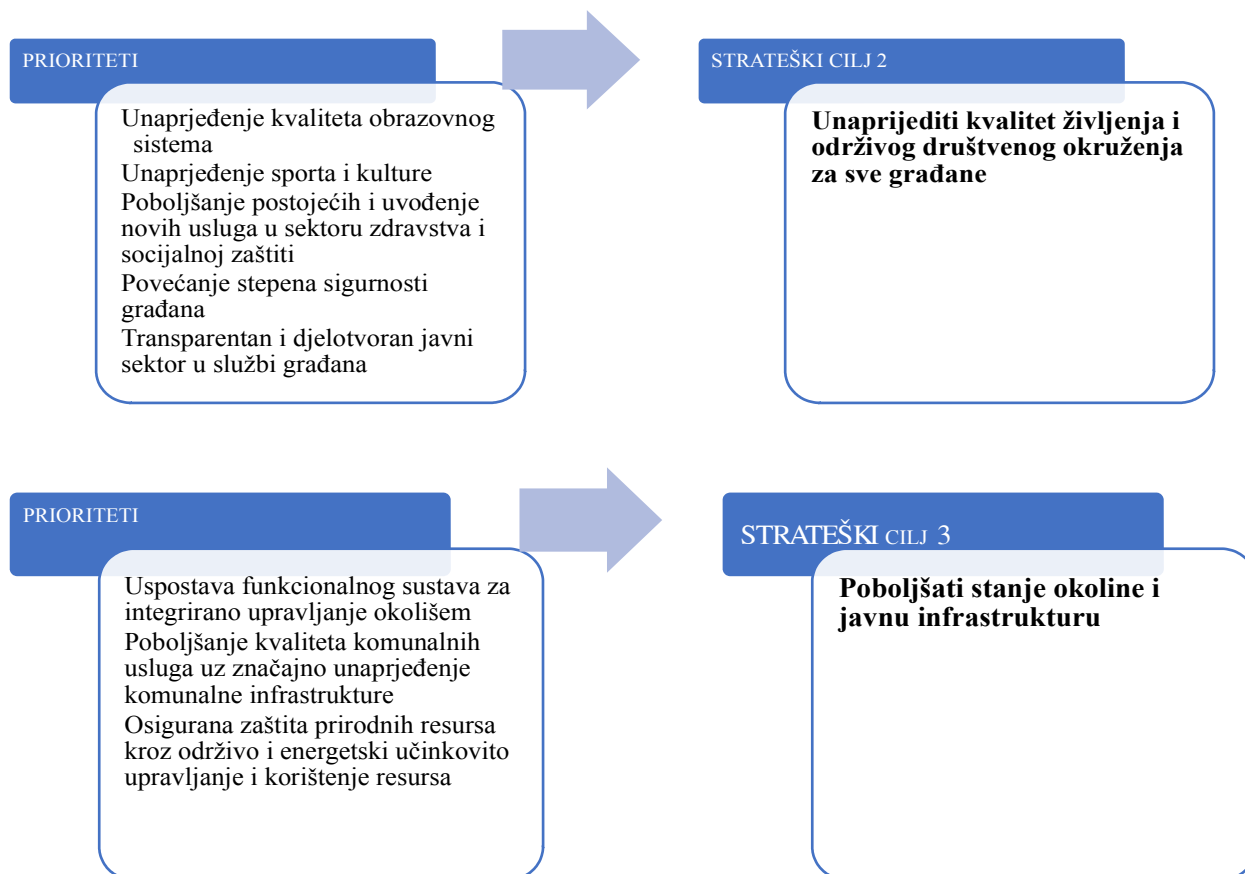 PRIORITETI
Unaprjeđenje kvaliteta obrazovnog
sistema
Unaprjeđenje sporta i kulture
Poboljšanje postojećih i uvođenje
novih usluga u sektoru zdravstva i
socijalnoj zaštiti
Povećanje stepena sigurnosti
građana
Transparentan i djelotvoran javni
sektor u službi građana
STRATEŠKI CILJ 2
Unaprijediti kvalitet življenja i
održivog društvenog okruženja
za sve građane
PRIORITETI
Uspostava funkcionalnog sustava za
integrirano upravljanje okolišem
Poboljšanje kvaliteta komunalnih
usluga uz značajno unaprjeđenje
komunalne infrastrukture
Osigurana zaštita prirodnih resursa
kroz održivo i energetski učinkovito
upravljanje i korištenje resursa
STRATEŠKI CILJ 3
Poboljšati stanje okoline i
javnu infrastrukturu